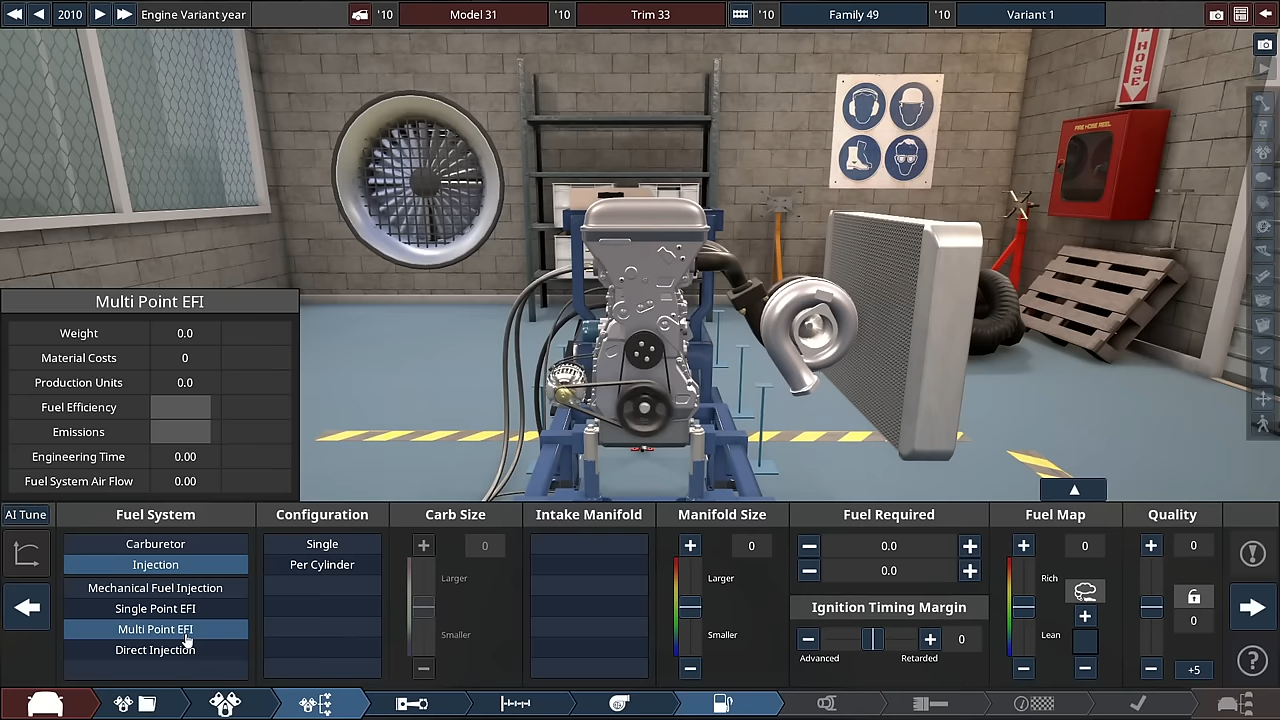 2010 Engine Variant year '10 Model 31 '10 Trim 33 '10 Family 49 '10 Variant 1
HOSE
FIRE HOSE REEL
Multi Point EFI
Weight 0.0
Material Costs 0
Production Units 0.0
Fuel Efficiency
Emissions
Engineering Time 0.00
Fuel System Air Flow 0.00
AI Tune
Fuel System
Carburetor
Injection
Mechanical Fuel Injection
Single Point EFI
Multi Point EFI
Direct Injection
Configuration
Single
Per Cylinder
Carb Size
+ 0
Larger
Smaller
−
Intake Manifold
Manifold Size
+ 0
Larger
Smaller
−
Fuel Required
− 0.0 +
− 0.0 +
Ignition Timing Margin
− + 0
Advanced Retarded
Fuel Map
+ 0
Rich
+
Lean
− −
Quality
+ 0
0
− +5